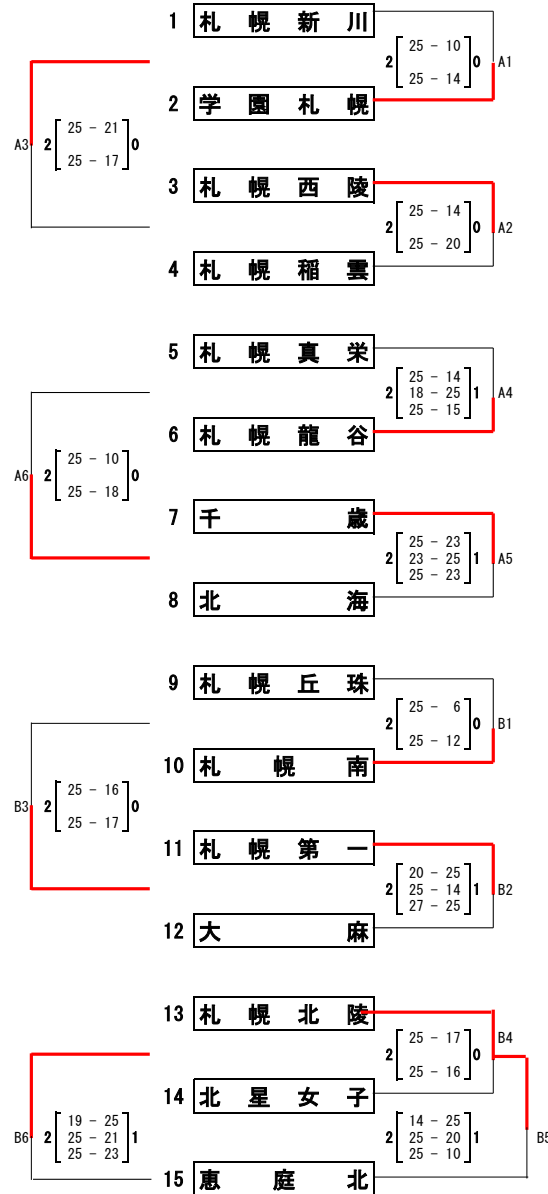 1 札幌新川
2 [ 25 - 10 ] 0 A1
25 - 14
2 学園札幌
A3 2 [ 25 - 21 ] 0
25 - 17
3 札幌西陵
2 [ 25 - 14 ] 0 A2
25 - 20
4 札幌稲雲
5 札幌真栄
2 [ 25 - 14 ] 1 A4
18 - 25
25 - 15
6 札幌龍谷
A6 2 [ 25 - 10 ] 0
25 - 18
7 千歳
2 [ 25 - 23 ] 1 A5
23 - 25
25 - 23
8 北海
9 札幌丘珠
2 [ 25 - 6 ] 0 B1
25 - 12
10 札幌南
B3 2 [ 25 - 16 ] 0
25 - 17
11 札幌第一
2 [ 20 - 25 ] 1 B2
25 - 14
27 - 25
12 大麻
13 札幌北陵
2 [ 25 - 17 ] 0 B4
25 - 16
14 北星女子
B6 2 [ 19 - 25 ] 1
25 - 21
25 - 23
2 [ 14 - 25 ] 1 B5
25 - 20
25 - 10
15 恵庭北